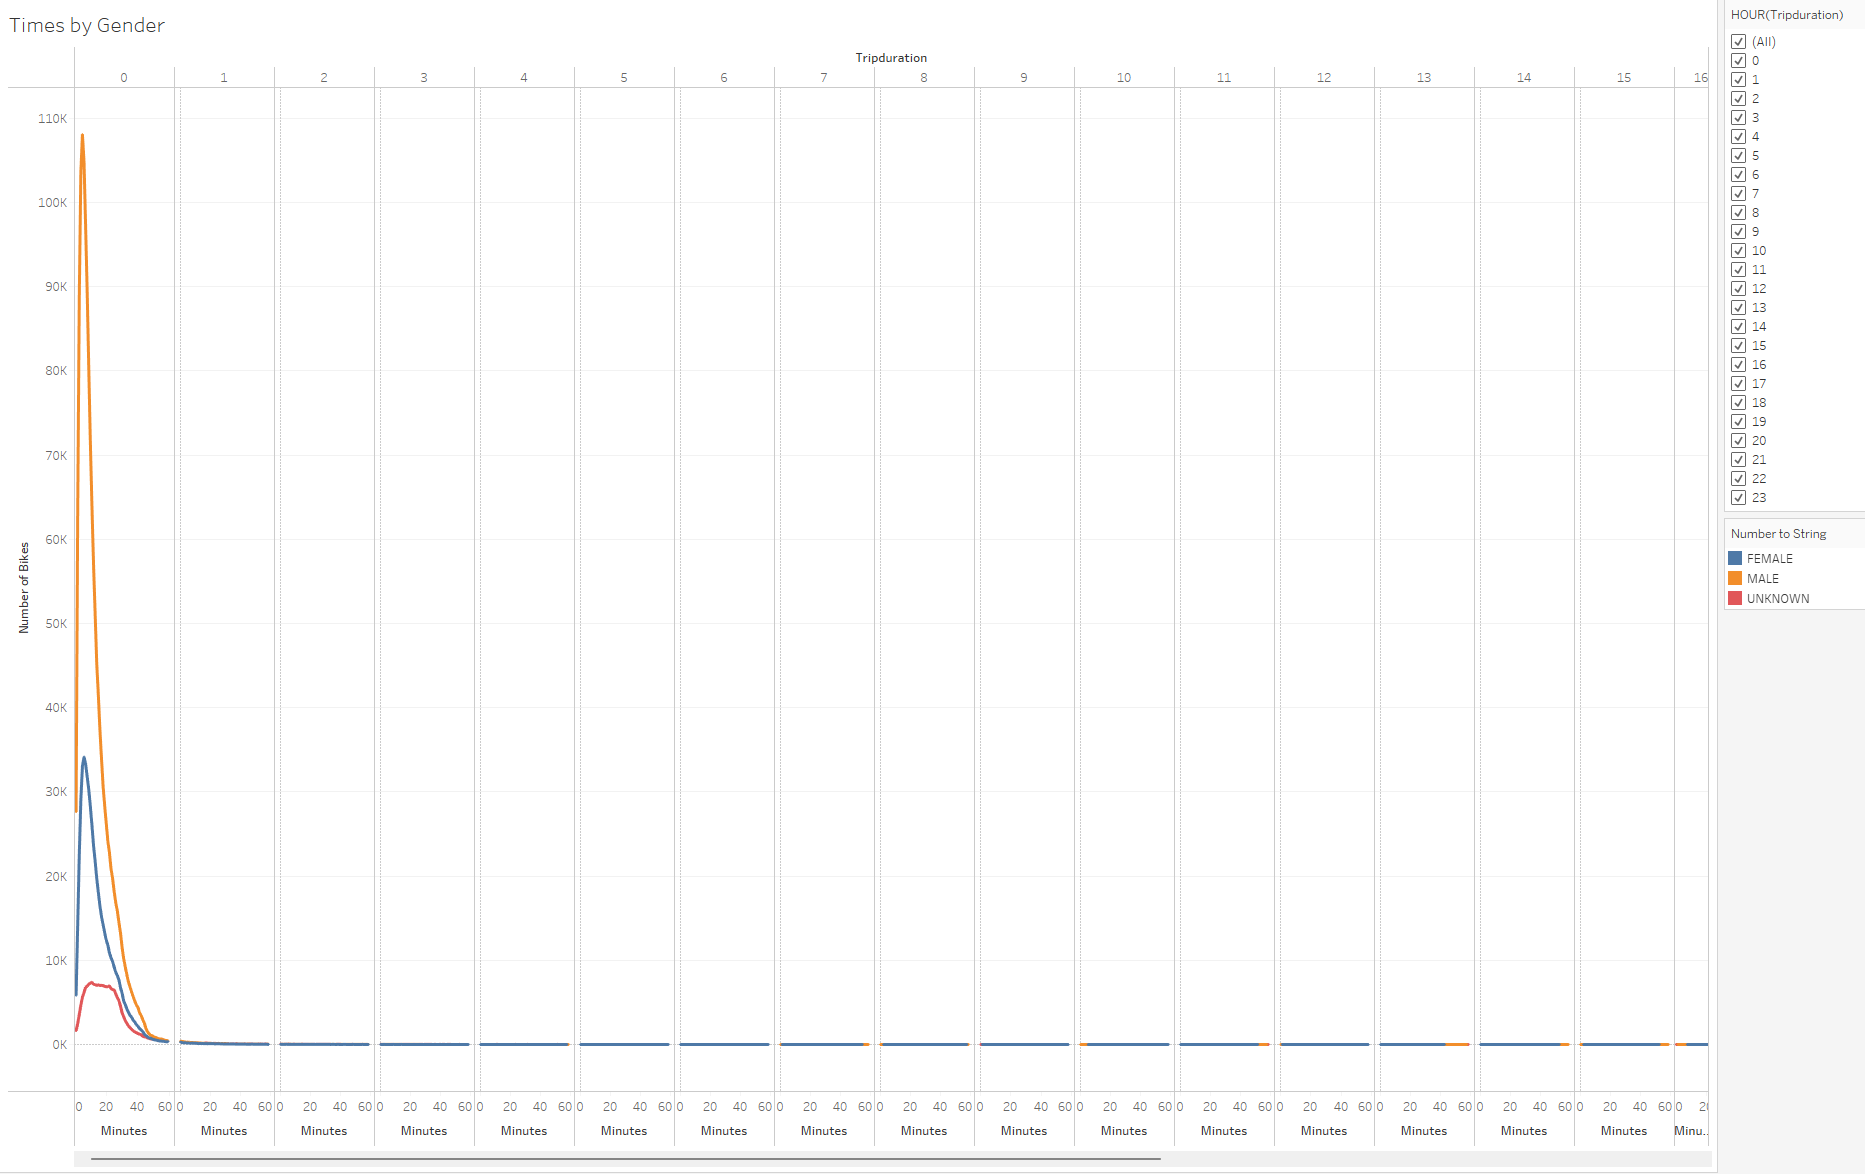 Times by Gender
Tripduration
0 1 2 3 4 5 6 7 8 9 10 11 12 13 14 15 16
110K
100K
90K
80K
70K
60K
50K
40K
30K
20K
10K
0K
Number of Bikes
0 20 40 60 0 20 40 60 0 20 40 60 0 20 40 60 0 20 40 60 0 20 40 60 0 20 40 60 0 20 40 60 0 20 40 60 0 20 40 60 0 20 40 60 0 20 40 60 0 20 40 60 0 20 40 60 0 20 40 60 0 20 40 60 0 2
Minutes Minutes Minutes Minutes Minutes Minutes Minutes Minutes Minutes Minutes Minutes Minutes Minutes Minutes Minutes Minutes Minu..
HOUR(Tripduration)
(All)
0
1
2
3
4
5
6
7
8
9
10
11
12
13
14
15
16
17
18
19
20
21
22
23
Number to String
FEMALE
MALE
UNKNOWN